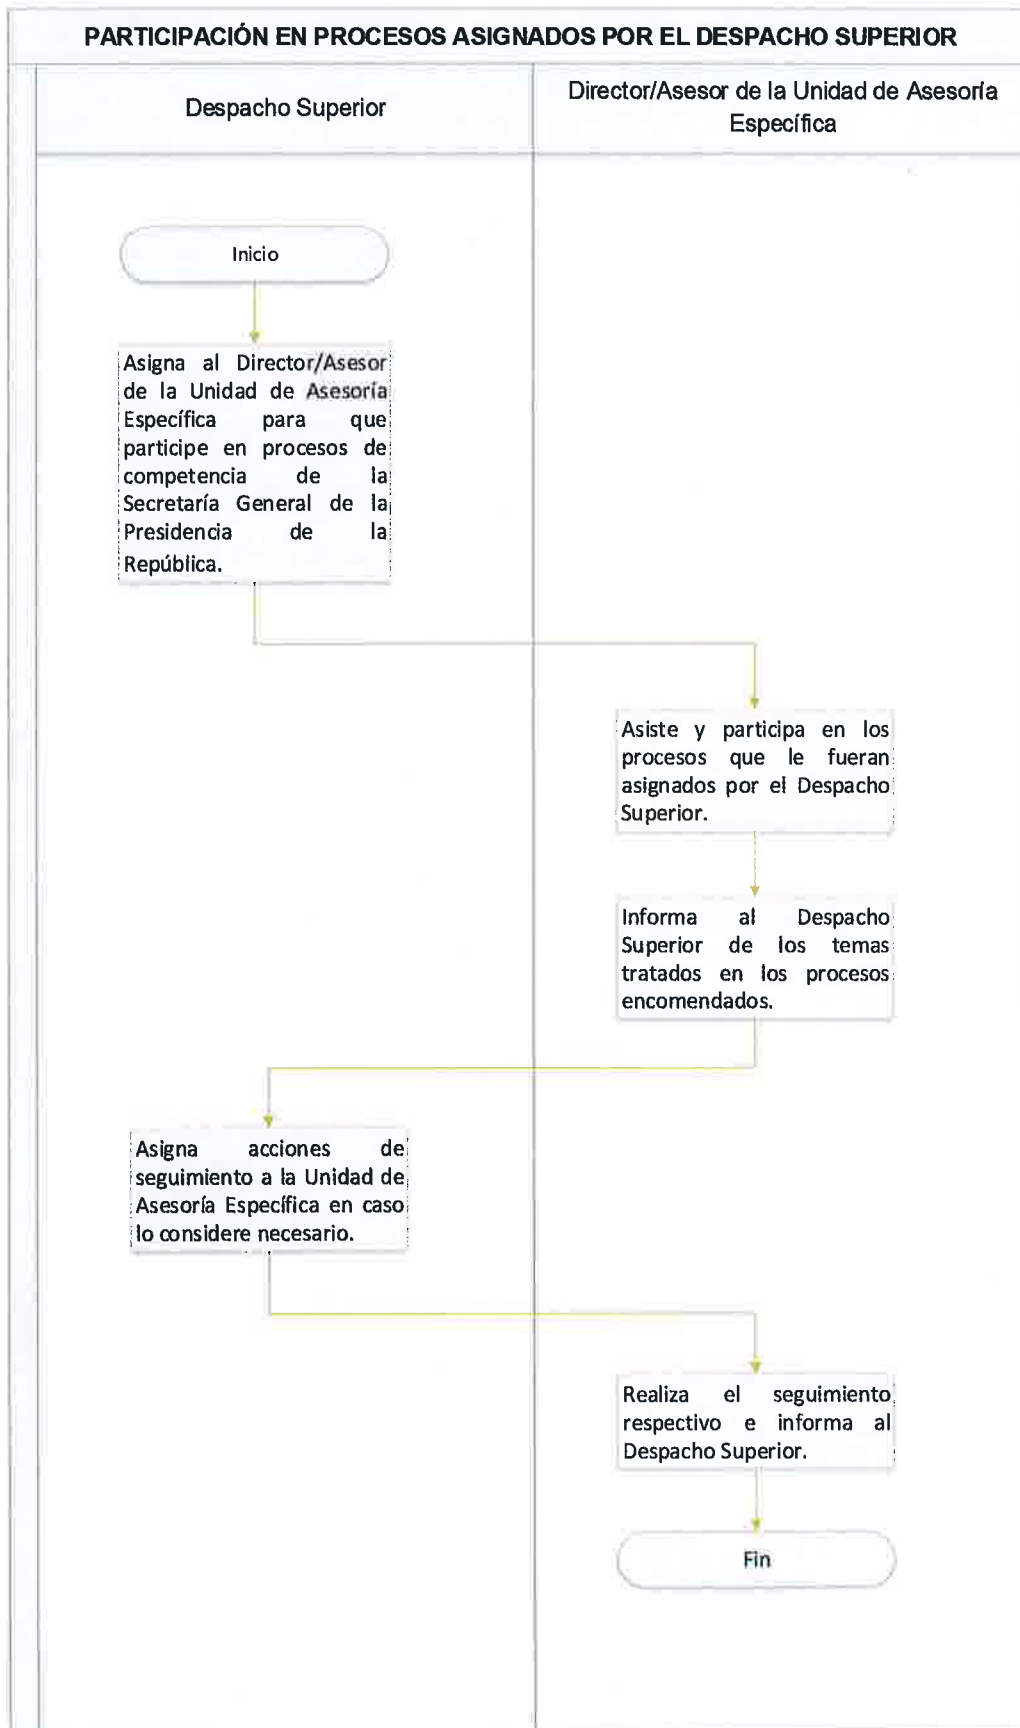 PARTICIPACIÓN EN PROCESOS ASIGNADOS POR EL DESPACHO SUPERIOR
Despacho Superior
Director/Asesor de la Unidad de Asesoría
Específica
Inicio
Asigna al Director/Asesor
de la Unidad de Asesoría
Específica para que
participe en procesos de
competencia de la
Secretaría General de la
Presidencia de la
República.
Asiste y participa en los
procesos que le fueran
asignados por el Despacho
Superior.
Informa al Despacho
Superior de los temas
tratados en los procesos
encomendados.
Asigna acciones de
seguimiento a la Unidad de
Asesoría Específica en caso
lo considere necesario.
Realiza el seguimiento
respectivo e informa al
Despacho Superior.
Fin